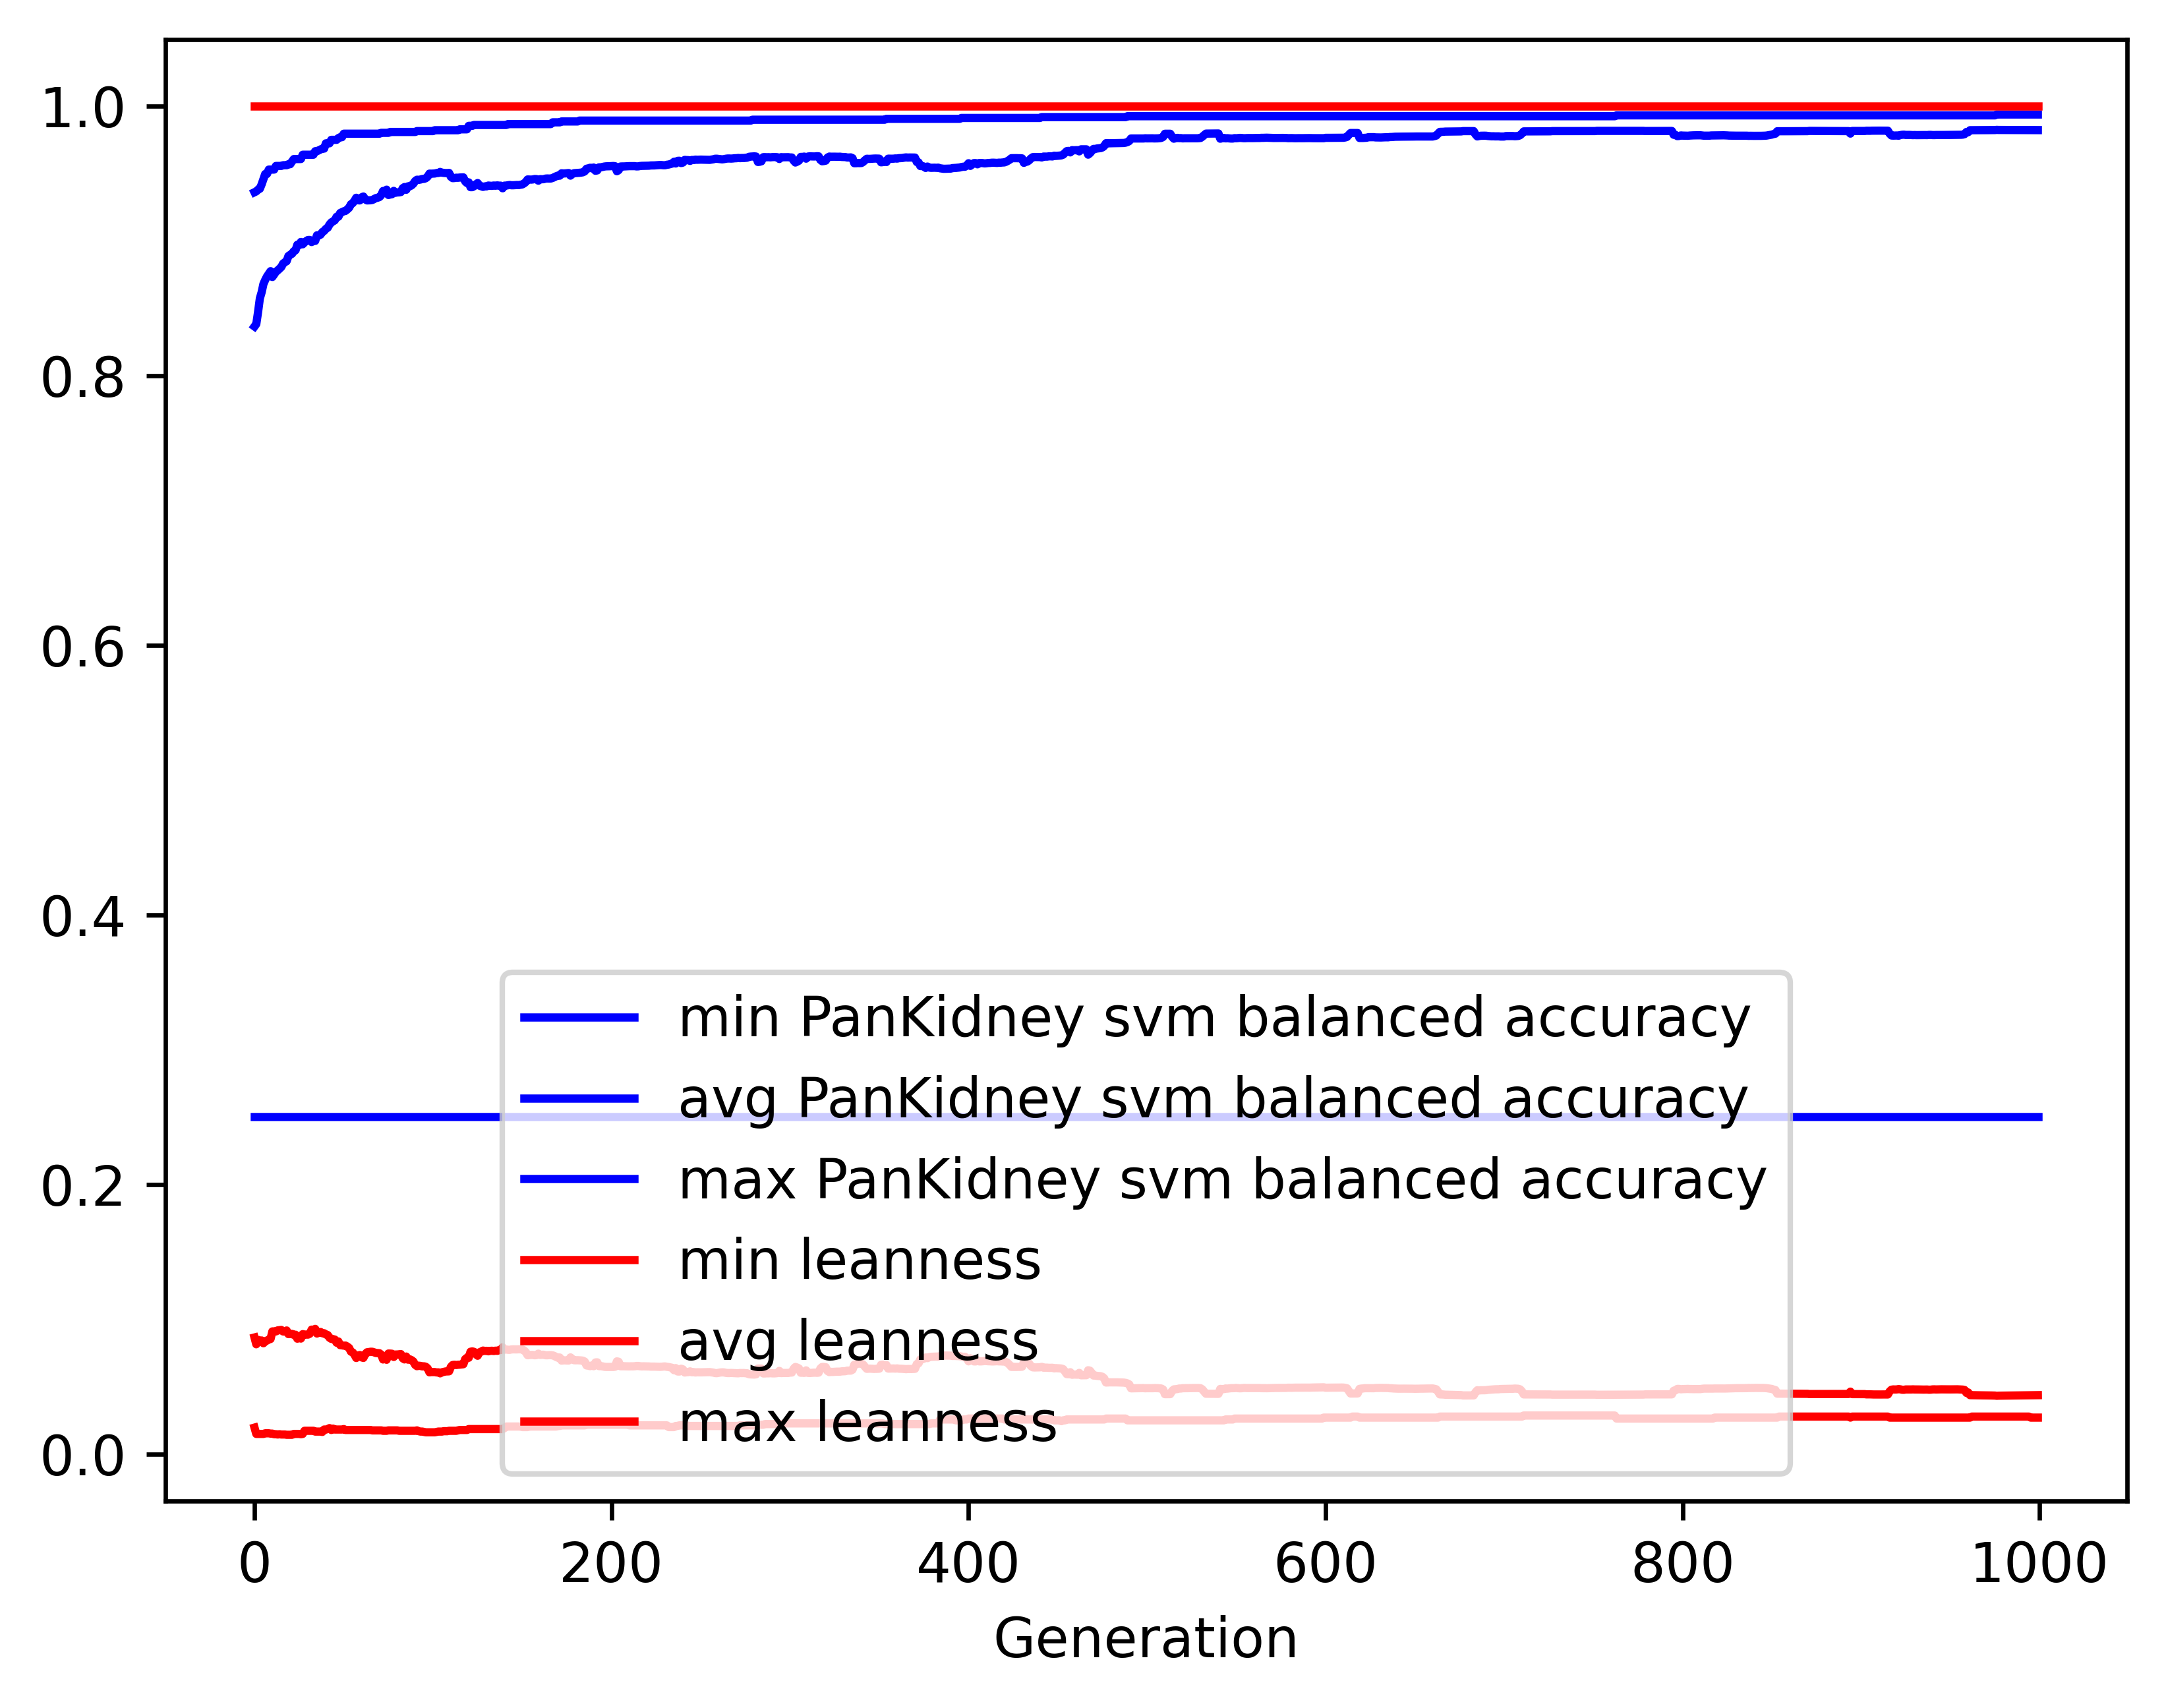 1.0
0.8
0.6
0.4
0.2
0.0
min PanKidney svm balanced accuracy
avg PanKidney svm balanced accuracy
max PanKidney svm balanced accuracy
min leanness
avg leanness
max leanness
0 200 400 600 800 1000
Generation